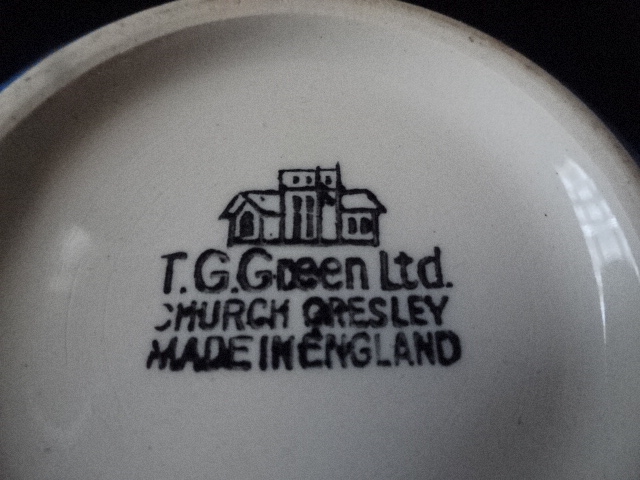 T.G.Green Ltd.
CHURCH GRESLEY
MADE IN ENGLAND